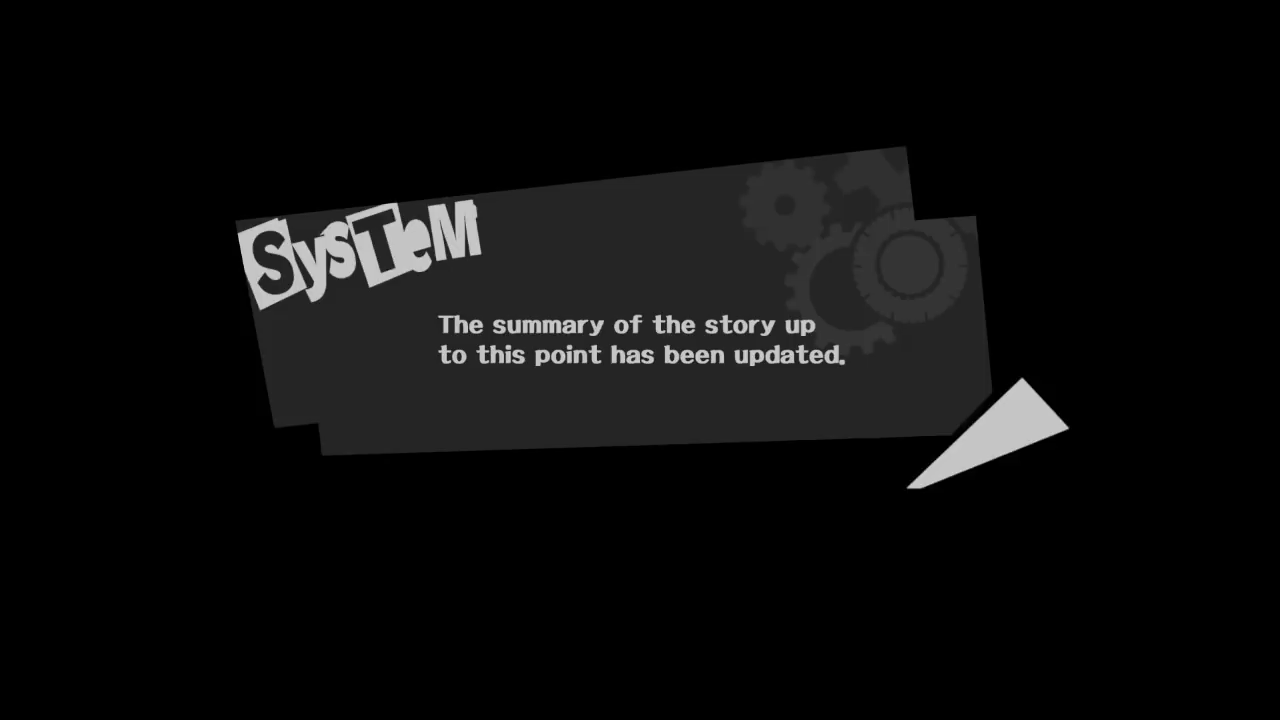 SysTeM
The summary of the story up
to this point has been updated.